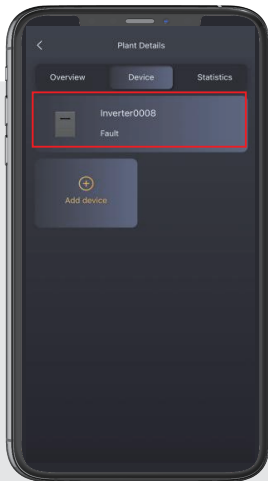 Plant Details
Overview Device Statistics
Inverter0008
Fault
Add device